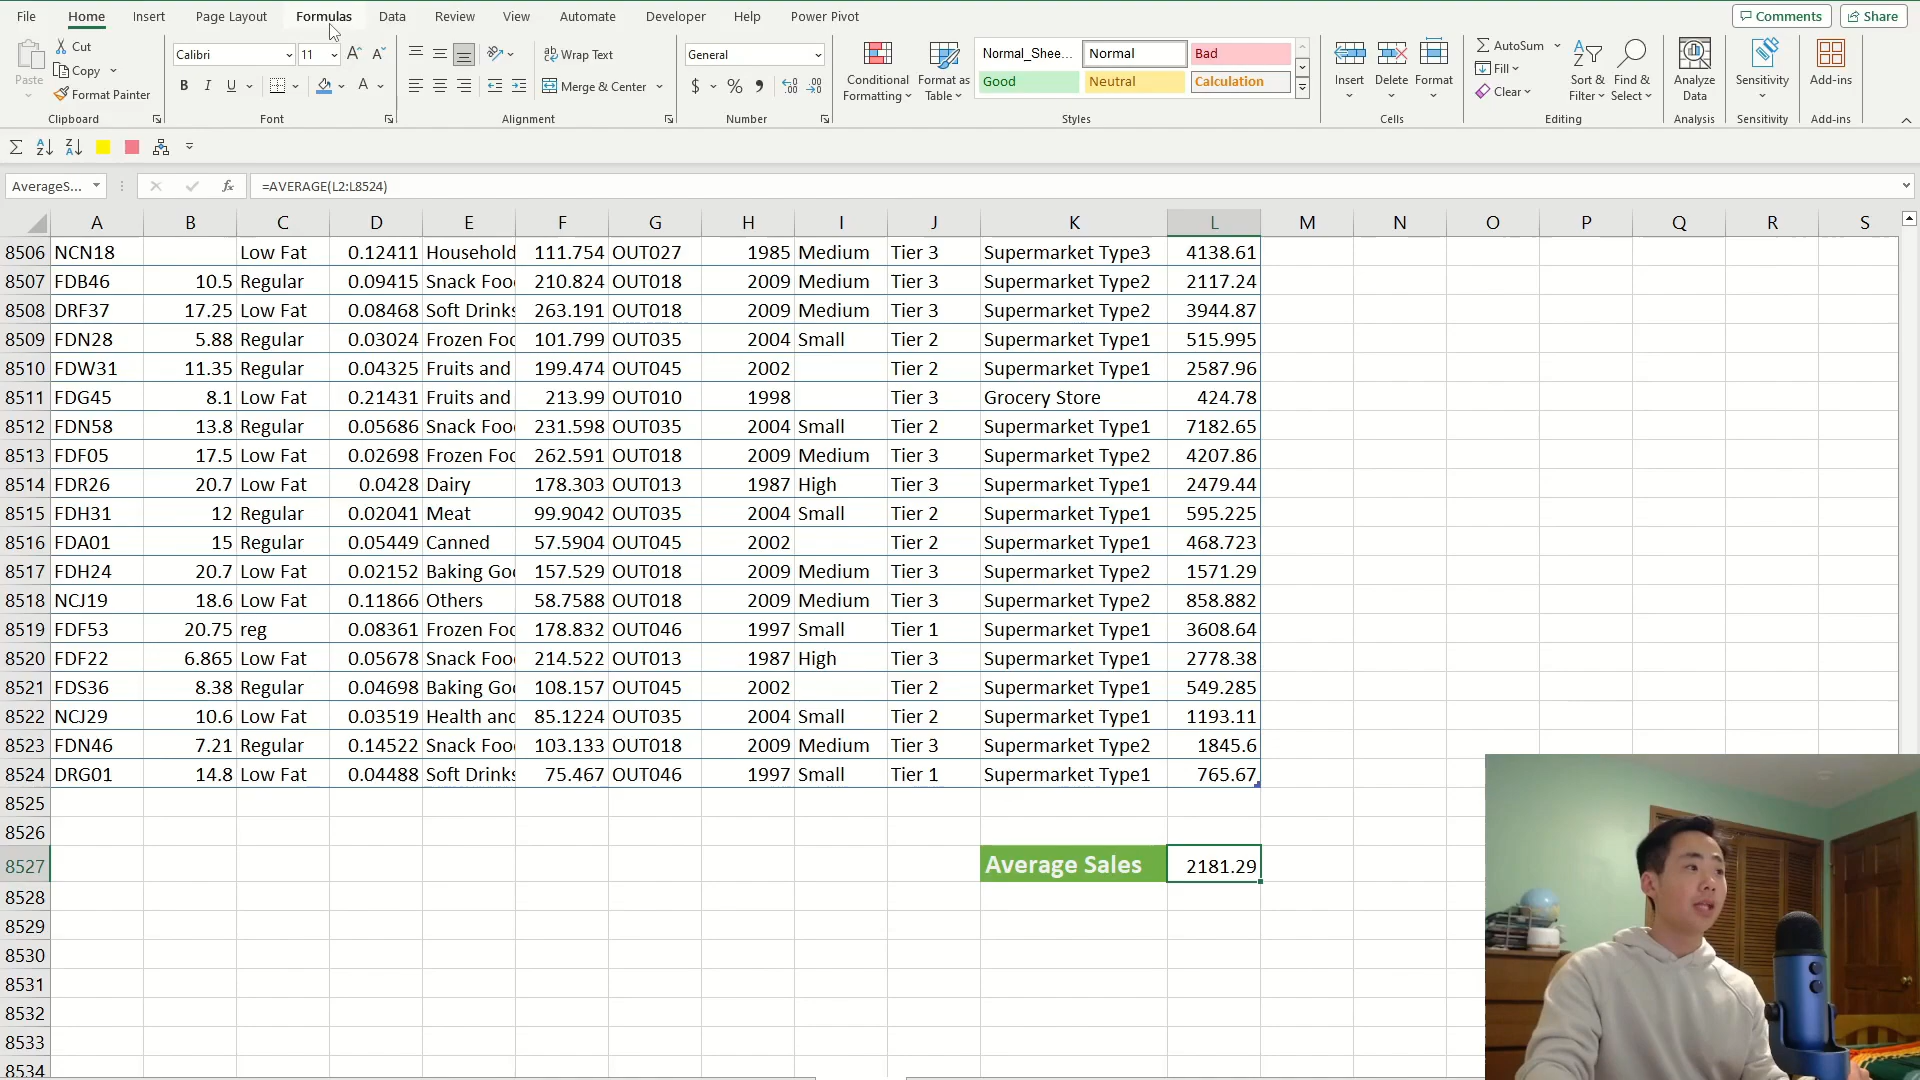 File Home Insert Page Layout Formulas Data Review View Automate Developer Help Power Pivot Comments Share
Paste Cut Copy Format Painter Clipboard
Calibri 11 B I U A Font
Wrap Text Merge & Center Alignment
General $ % 9 Number
Conditional Formatting Format as Table Normal_Shee... Normal Bad Good Neutral Calculation Styles
Insert Delete Format Cells
AutoSum Fill Clear Sort & Filter Find & Select Editing
Analyze Data Analysis Sensitivity Sensitivity Add-ins Add-ins
AverageS... fx =AVERAGE(L2:L8524)
A B C D E F G H I J K L M N O P Q R S
8506 NCN18 Low Fat 0.12411 Household 111.754 OUT027 1985 Medium Tier 3 Supermarket Type3 4138.61
8507 FDB46 10.5 Regular 0.09415 Snack Foo 210.824 OUT018 2009 Medium Tier 3 Supermarket Type2 2117.24
8508 DRF37 17.25 Low Fat 0.08468 Soft Drinks 263.191 OUT018 2009 Medium Tier 3 Supermarket Type2 3944.87
8509 FDN28 5.88 Regular 0.03024 Frozen Foo 101.799 OUT035 2004 Small Tier 2 Supermarket Type1 515.995
8510 FDW31 11.35 Regular 0.04325 Fruits and 199.474 OUT045 2002 Tier 2 Supermarket Type1 2587.96
8511 FDG45 8.1 Low Fat 0.21431 Fruits and 213.99 OUT010 1998 Tier 3 Grocery Store 424.78
8512 FDN58 13.8 Regular 0.05686 Snack Foo 231.598 OUT035 2004 Small Tier 2 Supermarket Type1 7182.65
8513 FDF05 17.5 Low Fat 0.02698 Frozen Foo 262.591 OUT018 2009 Medium Tier 3 Supermarket Type2 4207.86
8514 FDR26 20.7 Low Fat 0.0428 Dairy 178.303 OUT013 1987 High Tier 3 Supermarket Type1 2479.44
8515 FDH31 12 Regular 0.02041 Meat 99.9042 OUT035 2004 Small Tier 2 Supermarket Type1 595.225
8516 FDA01 15 Regular 0.05449 Canned 57.5904 OUT045 2002 Tier 2 Supermarket Type1 468.723
8517 FDH24 20.7 Low Fat 0.02152 Baking Goo 157.529 OUT018 2009 Medium Tier 3 Supermarket Type2 1571.29
8518 NCJ19 18.6 Low Fat 0.11866 Others 58.7588 OUT018 2009 Medium Tier 3 Supermarket Type2 858.882
8519 FDF53 20.75 reg 0.08361 Frozen Foo 178.832 OUT046 1997 Small Tier 1 Supermarket Type1 3608.64
8520 FDF22 6.865 Low Fat 0.05678 Snack Foo 214.522 OUT013 1987 High Tier 3 Supermarket Type1 2778.38
8521 FDS36 8.38 Regular 0.04698 Baking Goo 108.157 OUT045 2002 Tier 2 Supermarket Type1 549.285
8522 NCJ29 10.6 Low Fat 0.03519 Health and 85.1224 OUT035 2004 Small Tier 2 Supermarket Type1 1193.11
8523 FDN46 7.21 Regular 0.14522 Snack Foo 103.133 OUT018 2009 Medium Tier 3 Supermarket Type2 1845.6
8524 DRG01 14.8 Low Fat 0.04488 Soft Drinks 75.467 OUT046 1997 Small Tier 1 Supermarket Type1 765.67
8525
8526
8527 Average Sales 2181.29
8528
8529
8530
8531
8532
8533
8534